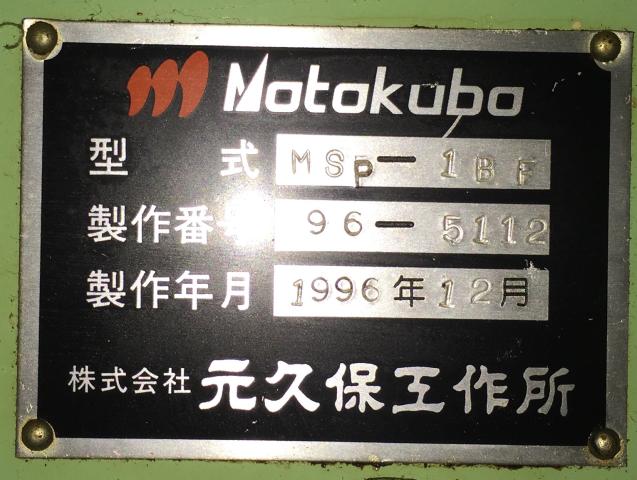 Motokubo
型 式 MSP-1BF
製作番号 96-5112
製作年月 1996年12月
株式会社 元久保工作所